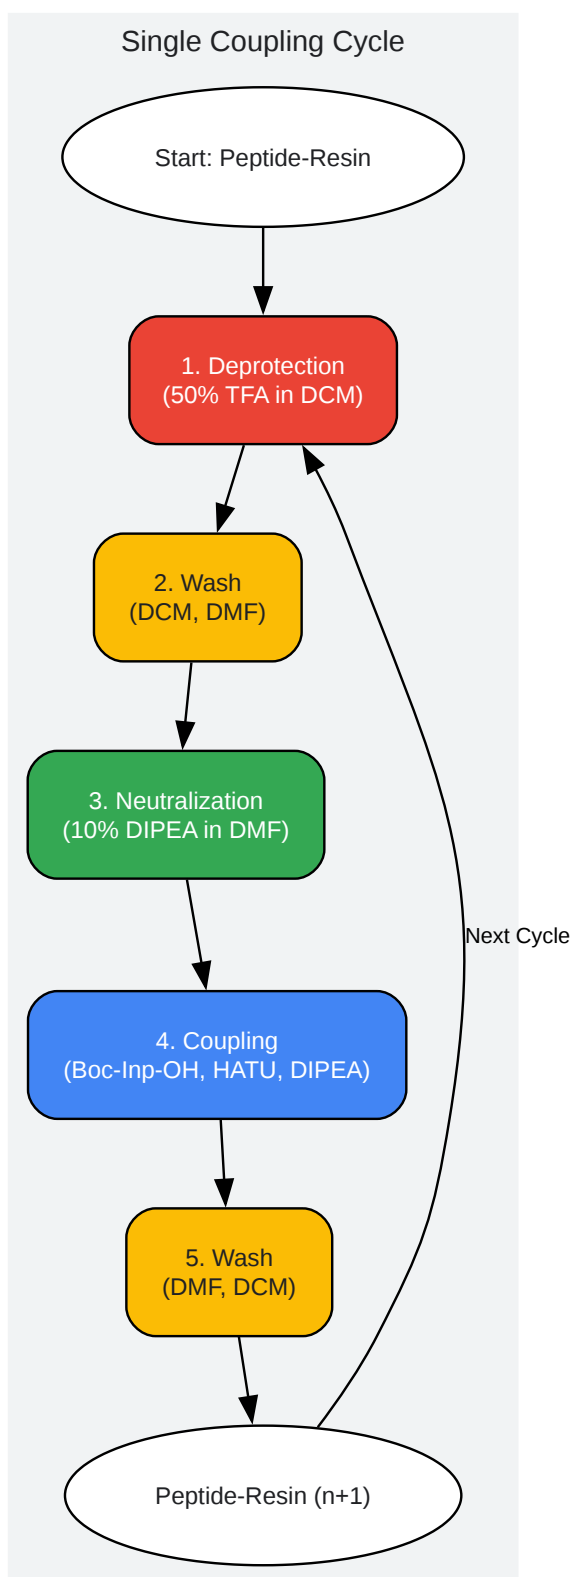 Single Coupling Cycle
Start: Peptide-Resin
1. Deprotection
(50% TFA in DCM)
2. Wash
(DCM, DMF)
3. Neutralization
(10% DIPEA in DMF)
Next Cycle
4. Coupling
(Boc-Inp-OH, HATU, DIPEA)
5. Wash
(DMF, DCM)
Peptide-Resin (n+1)